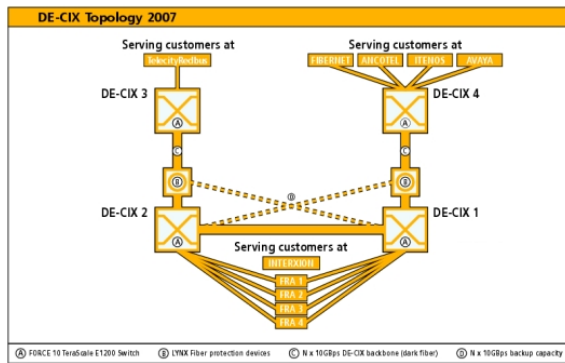 DE-CIX Topology 2007
Serving customers at
TelecityRedbus
Serving customers at
FIBERNET ANCOTEL ITENOS AVAYA
DE-CIX 3
A
DE-CIX 4
A
C
C
B
B
D
DE-CIX 2
A
DE-CIX 1
A
Serving customers at
INTERXION
FRA 1
FRA 2
FRA 3
FRA 4
A FORCE 10 TeraScale E1200 Switch B LYNX Fiber protection devices C N x 10GBps DE-CIX backbone (dark fiber) D N x 10GBps backup capacity